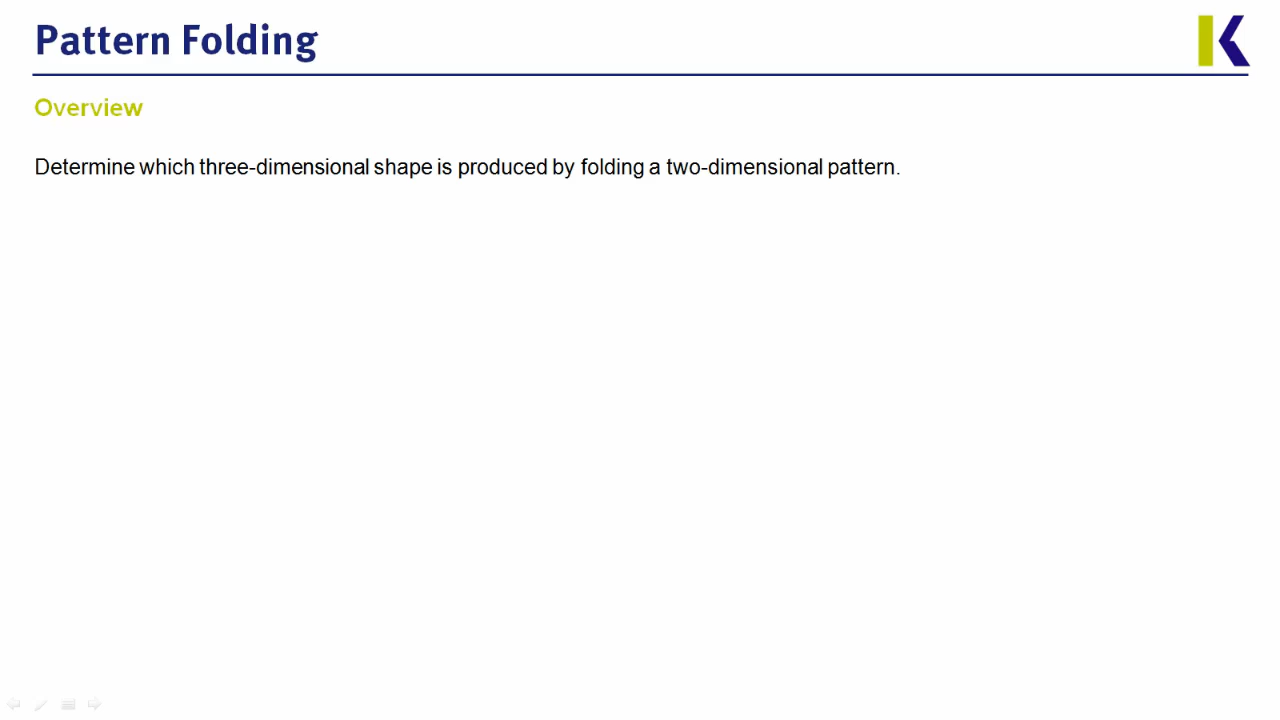 Pattern Folding
Overview
Determine which three-dimensional shape is produced by folding a two-dimensional pattern.